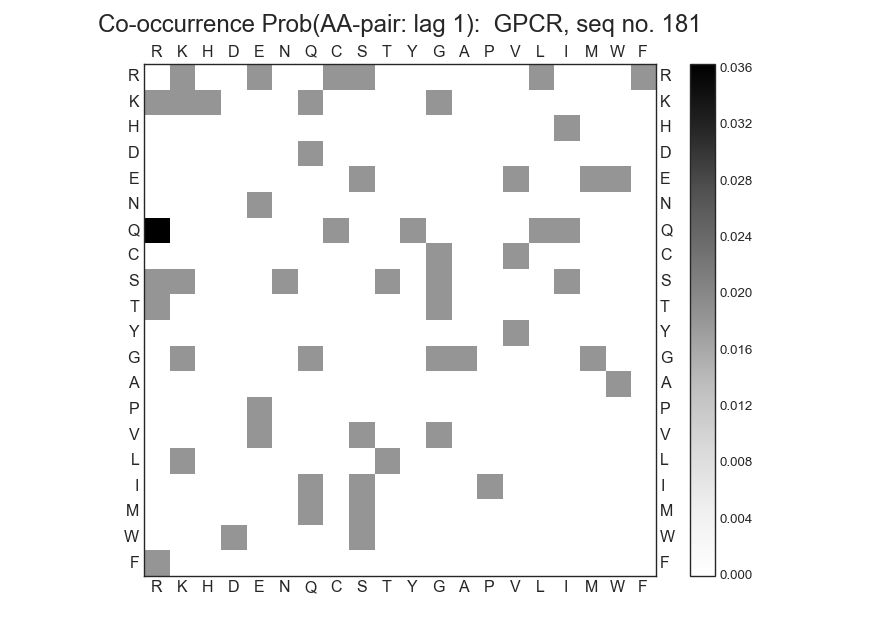 Co-occurrence Prob(AA-pair: lag 1):  GPCR, seq no. 181
R K H D E N Q C S T Y G A P V L I M W F
R R 0.036
K K
H H 0.032
D D
E E 0.028
N N
Q Q 0.024
C C
S S 0.020
T T
Y Y 0.016
G G
A A 0.012
P P
V V 0.008
L L
I I 0.004
M M
W W
F F 0.000
R K H D E N Q C S T Y G A P V L I M W F